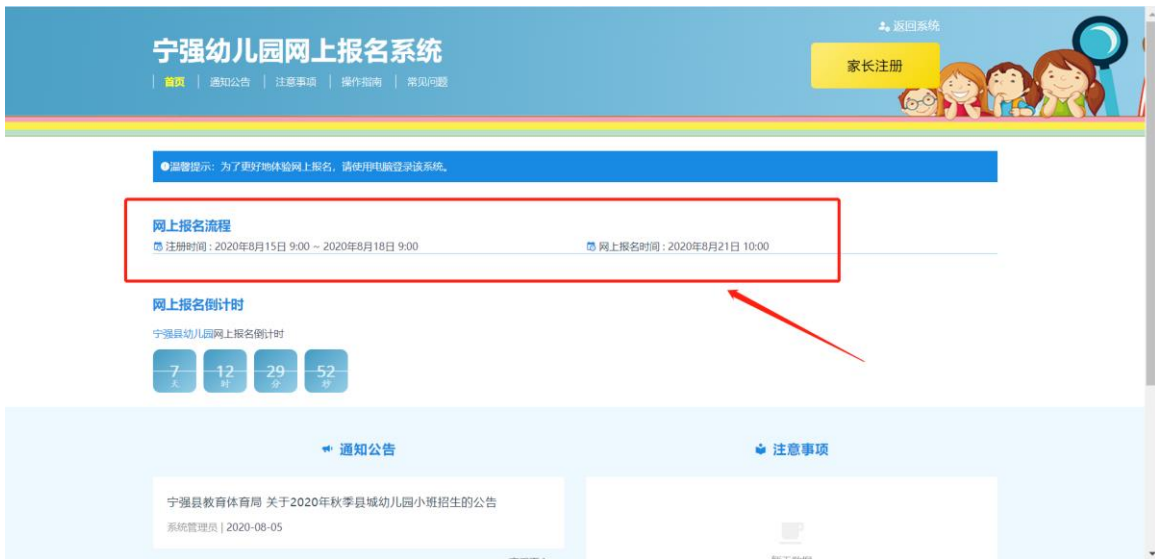 返回系统
宁强幼儿园网上报名系统
家长注册
首页 | 通知公告 | 注意事项 | 操作指南 | 常见问题
温馨提示：为了更好地体验网上报名，请使用电脑登录该系统。
网上报名流程
注册时间 : 2020年8月15日 9:00 ~ 2020年8月18日 9:00
网上报名时间 : 2020年8月21日 10:00
网上报名倒计时
宁强县幼儿园网上报名倒计时
7 12 29 52
天 时 分 秒
通知公告
注意事项
宁强县教育体育局 关于2020年秋季县城幼儿园小班招生的公告
系统管理员 | 2020-08-05